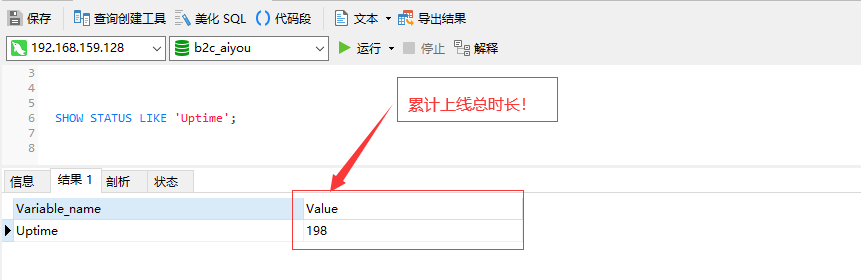 保存 查询创建工具 美化 SQL 代码段 文本 导出结果
192.168.159.128 b2c_aiyou 运行 停止 解释
3
4
5
6 SHOW STATUS LIKE 'Uptime';
7
8
累计上线总时长!
信息 结果 1 剖析 状态
Variable_name Value
Uptime 198